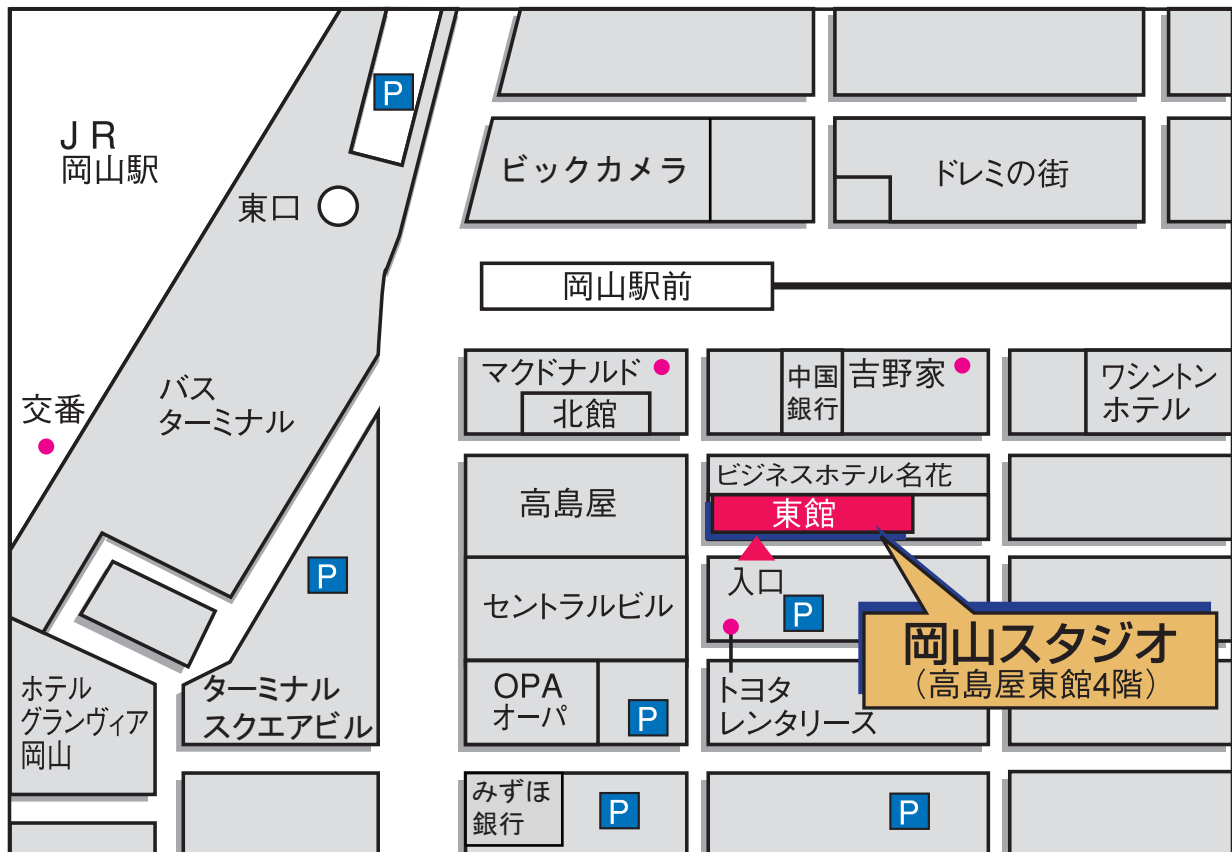 P
JR
岡山駅
東口
ビックカメラ
ドレミの街
岡山駅前
交番
バス
ターミナル
マクドナルド
北館
中国
銀行
吉野家
ワシントン
ホテル
高島屋
ビジネスホテル名花
東館
入口
P
P
セントラルビル
岡山スタジオ
(高島屋東館4階)
ホテル
グランヴィア
岡山
ターミナル
スクエアビル
OPA
オーパ
P
トヨタ
レンタリース
みずほ
銀行
P
P